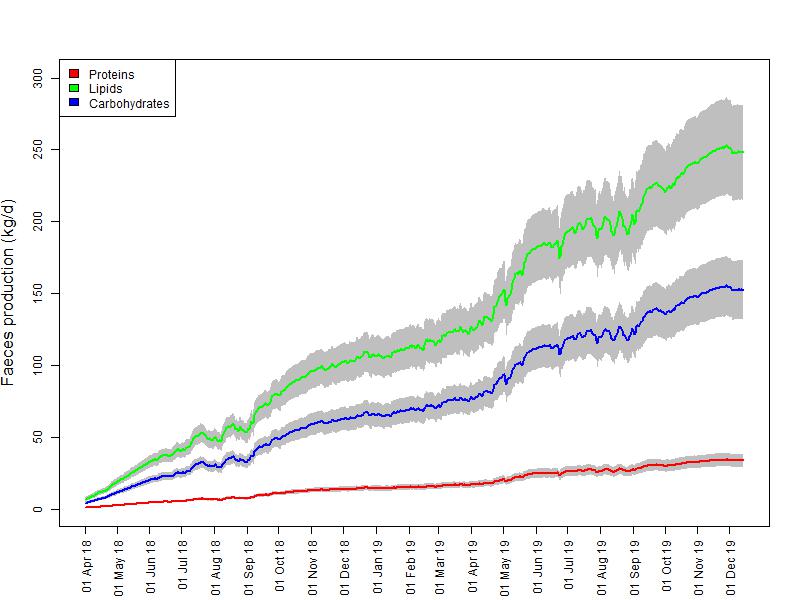 Proteins
Lipids
Carbohydrates
Faeces production (kg/d)
300
250
200
150
100
50
0
01 Apr 18
01 May 18
01 Jun 18
01 Jul 18
01 Aug 18
01 Sep 18
01 Oct 18
01 Nov 18
01 Dec 18
01 Jan 19
01 Feb 19
01 Mar 19
01 Apr 19
01 May 19
01 Jun 19
01 Jul 19
01 Aug 19
01 Sep 19
01 Oct 19
01 Nov 19
01 Dec 19